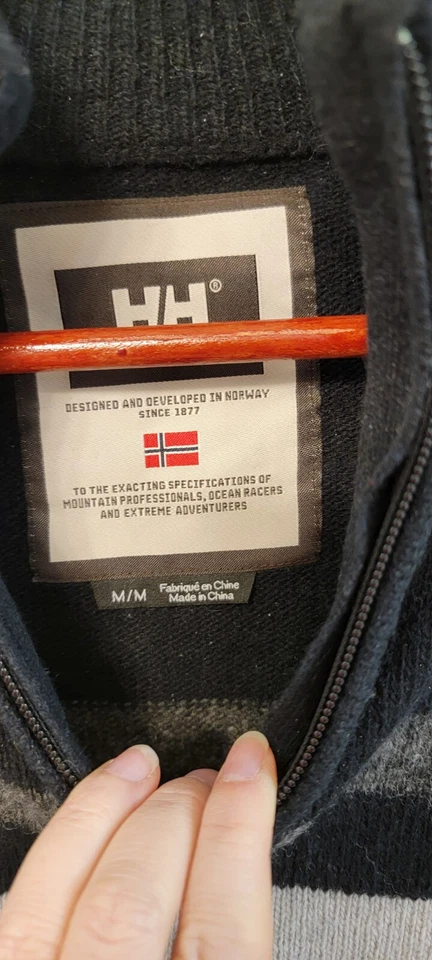 H/H®
DESIGNED AND DEVELOPED IN NORWAY
SINCE 1877
TO THE EXACTING SPECIFICATIONS OF
MOUNTAIN PROFESSIONALS, OCEAN RACERS
AND EXTREME ADVENTURERS
M/M
Fabriqué en Chine
Made in China